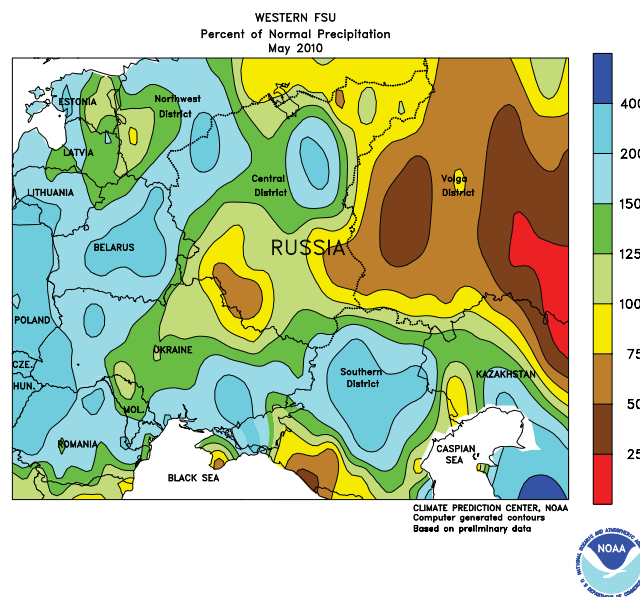 WESTERN FSU
Percent of Normal Precipitation
May 2010
ESTONIA
Northwest
District
LATVIA
LITHUANIA
Central
District
Volga
District
RUSSIA
BELARUS
POLAND
UKRAINE
CZE.
HUN.
Southern
District
KAZAKHSTAN
MOL.
ROMANIA
CASPIAN
SEA
BLACK SEA
400
200
150
125
100
75
50
25
CLIMATE PREDICTION CENTER, NOAA
Computer generated contours
Based on preliminary data
NOAA